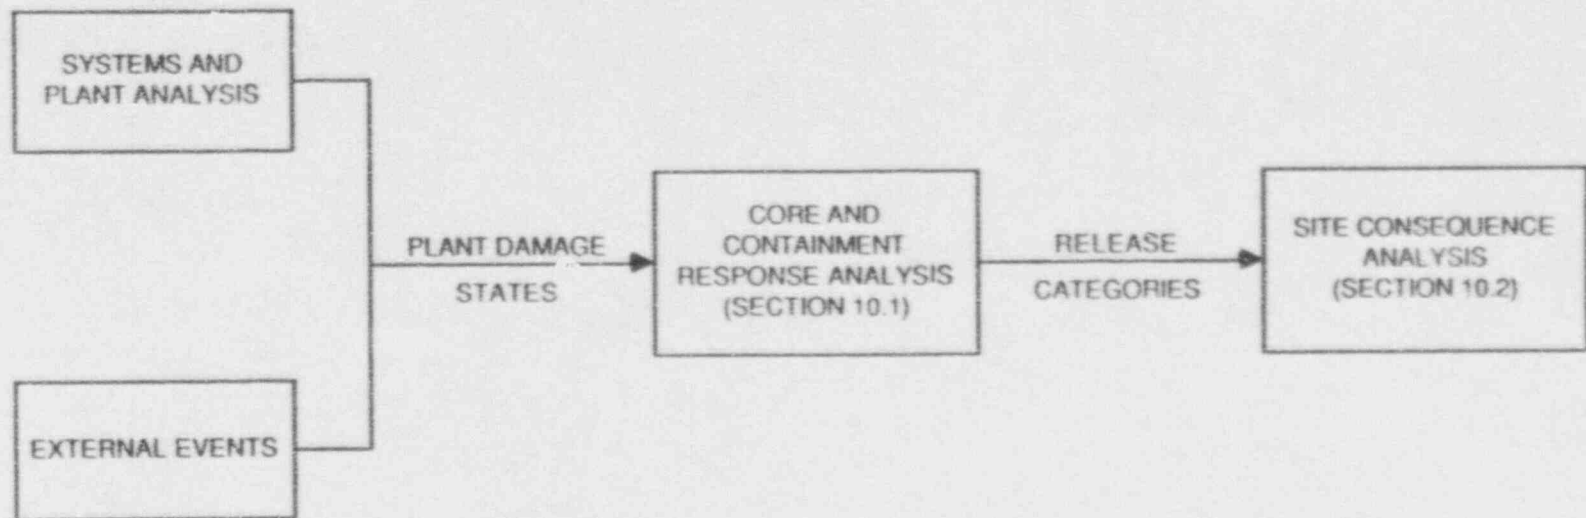 SYSTEMS AND
PLANT ANALYSIS
EXTERNAL EVENTS
PLANT DAMAGE
STATES
CORE AND
CONTAINMENT
RESPONSE ANALYSIS
(SECTION 10.1)
RELEASE
CATEGORIES
SITE CONSEQUENCE
ANALYSIS
(SECTION 10.2)